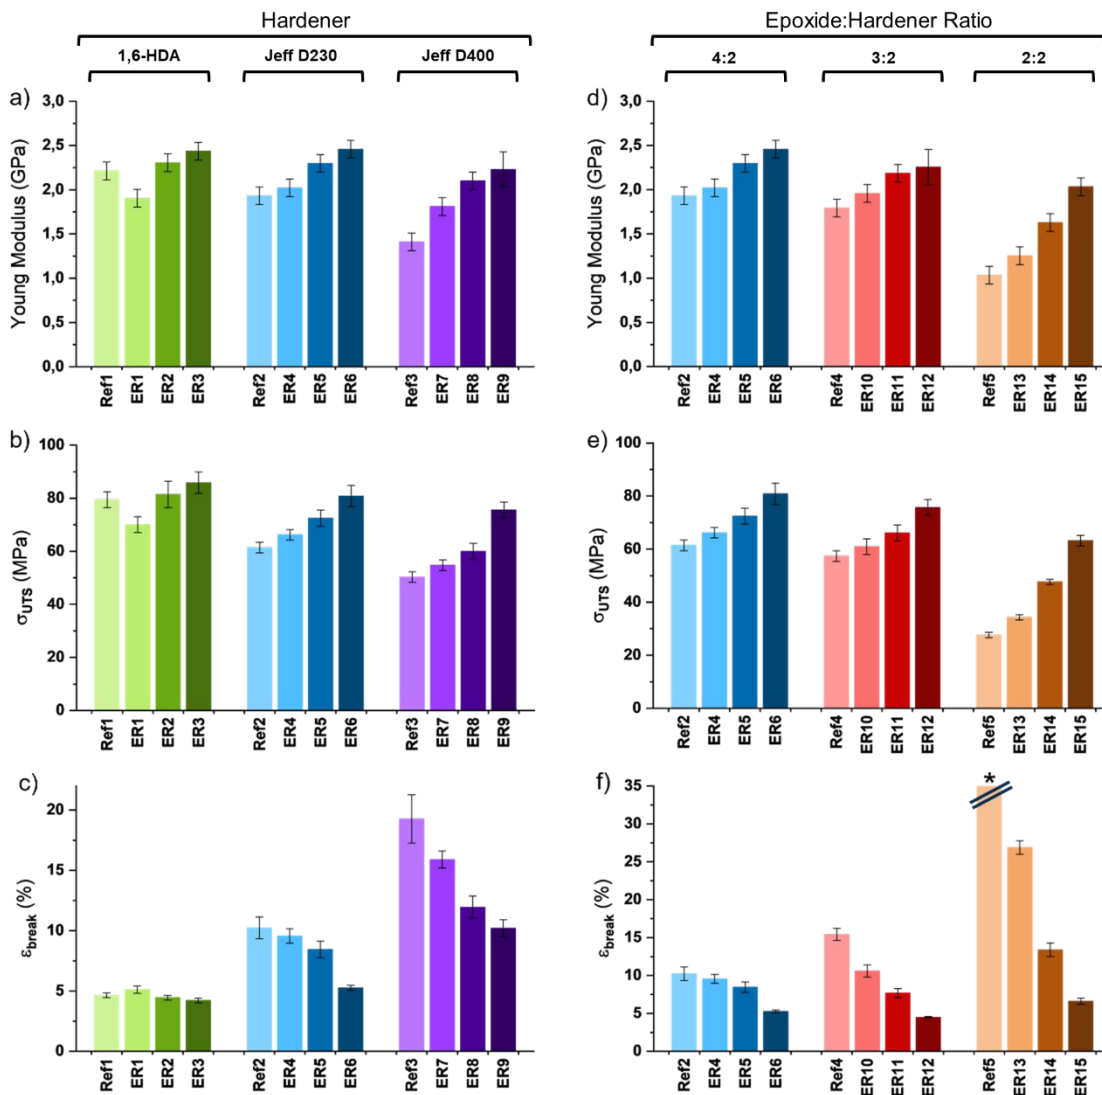 Hardener
1,6-HDA Jeff D230 Jeff D400
a)
Young Modulus (GPa)
3,0
2,5
2,0
1,5
1,0
0,5
0,0
Ref1 ER1 ER2 ER3 Ref2 ER4 ER5 ER6 Ref3 ER7 ER8 ER9
b)
σUTS (MPa)
100
80
60
40
20
0
Ref1 ER1 ER2 ER3 Ref2 ER4 ER5 ER6 Ref3 ER7 ER8 ER9
c)
εbreak (%)
20
15
10
5
0
Ref1 ER1 ER2 ER3 Ref2 ER4 ER5 ER6 Ref3 ER7 ER8 ER9
Epoxide:Hardener Ratio
4:2 3:2 2:2
d)
Young Modulus (GPa)
3,0
2,5
2,0
1,5
1,0
0,5
0,0
Ref2 ER4 ER5 ER6 Ref4 ER10 ER11 ER12 Ref5 ER13 ER14 ER15
e)
σUTS (MPa)
100
80
60
40
20
0
Ref2 ER4 ER5 ER6 Ref4 ER10 ER11 ER12 Ref5 ER13 ER14 ER15
f)
εbreak (%)
35
30
25
20
15
10
5
0
*
Ref2 ER4 ER5 ER6 Ref4 ER10 ER11 ER12 Ref5 ER13 ER14 ER15